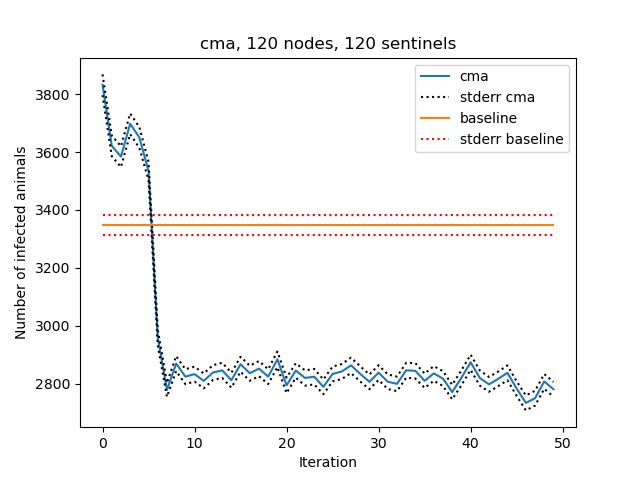 cma, 120 nodes, 120 sentinels
cma
stderr cma
baseline
stderr baseline
Number of infected animals
3800
3600
3400
3200
3000
2800
0 10 20 30 40 50
Iteration